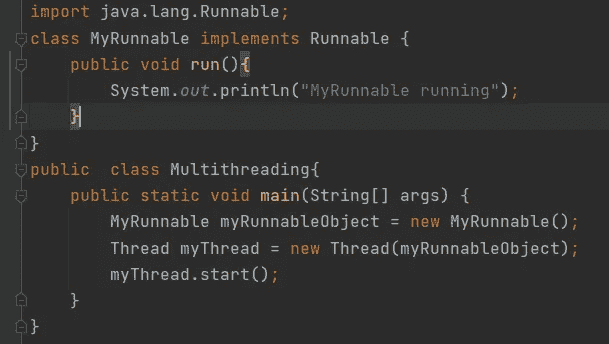 import java.lang.Runnable;
class MyRunnable implements Runnable {
    public void run(){
        System.out.println("MyRunnable running");
    }
}
public  class Multithreading{
    public static void main(String[] args) {
        MyRunnable myRunnableObject = new MyRunnable();
        Thread myThread = new Thread(myRunnableObject);
        myThread.start();
    }
}